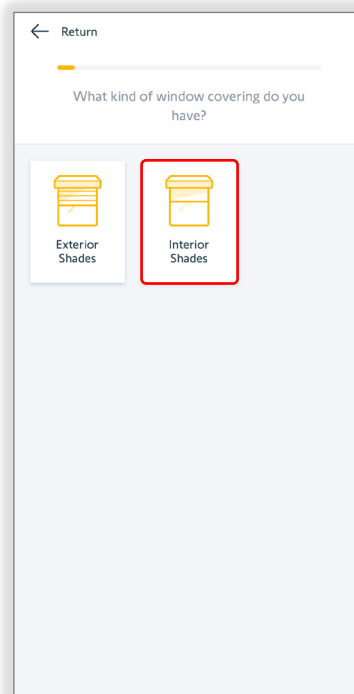 Return
What kind of window covering do you
have?
Exterior
Shades
Interior
Shades